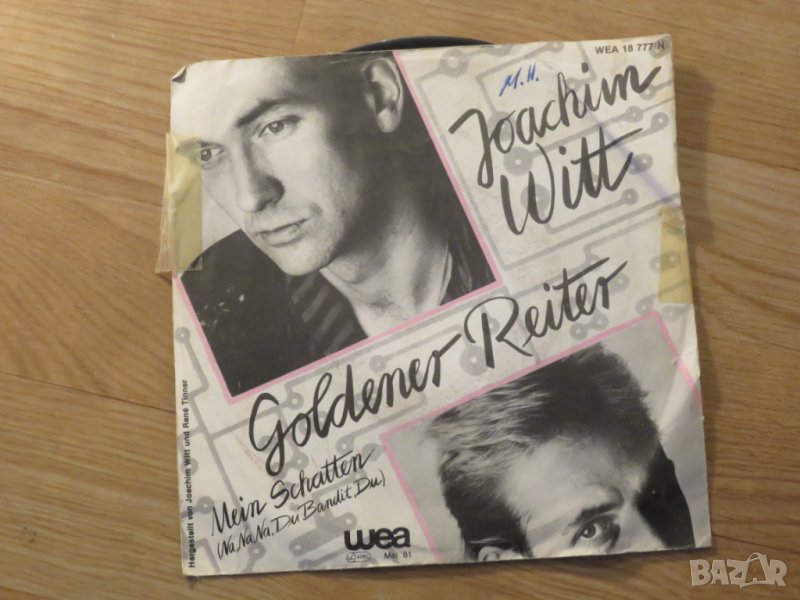 WEA 18 777 N
M.H.
Joachim
Witt
Goldener Reiter
Mein Schatten
(Na, Na, Na, Du Bandit, Du)
wea
Mai '81
Hergestellt von Joachim Witt und René Tinner
BAZAR